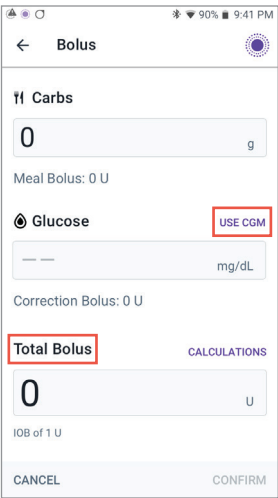 90% 9:41 PM
Bolus
Carbs
0 g
Meal Bolus: 0 U
Glucose USE CGM
-- mg/dL
Correction Bolus: 0 U
Total Bolus CALCULATIONS
0 U
IOB of 1 U
CANCEL CONFIRM